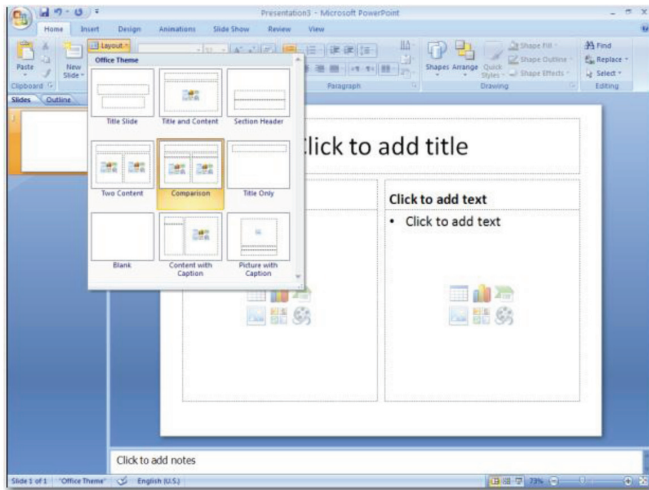 Presentation3 - Microsoft PowerPoint
Home Insert Design Animations Slide Show Review View
Layout
Paste
New Slide
Clipboard
Paragraph
Shapes Arrange Quick Styles
Shape Fill
Shape Outline
Shape Effects
Drawing
Find
Replace
Select
Editing
Slides Outline
Office Theme
Title Slide Title and Content Section Header
Two Content Comparison Title Only
Blank Content with Caption Picture with Caption
lick to add title
Click to add text
• Click to add text
Click to add notes
Slide 1 of 1 "Office Theme" English (U.S.) 73%